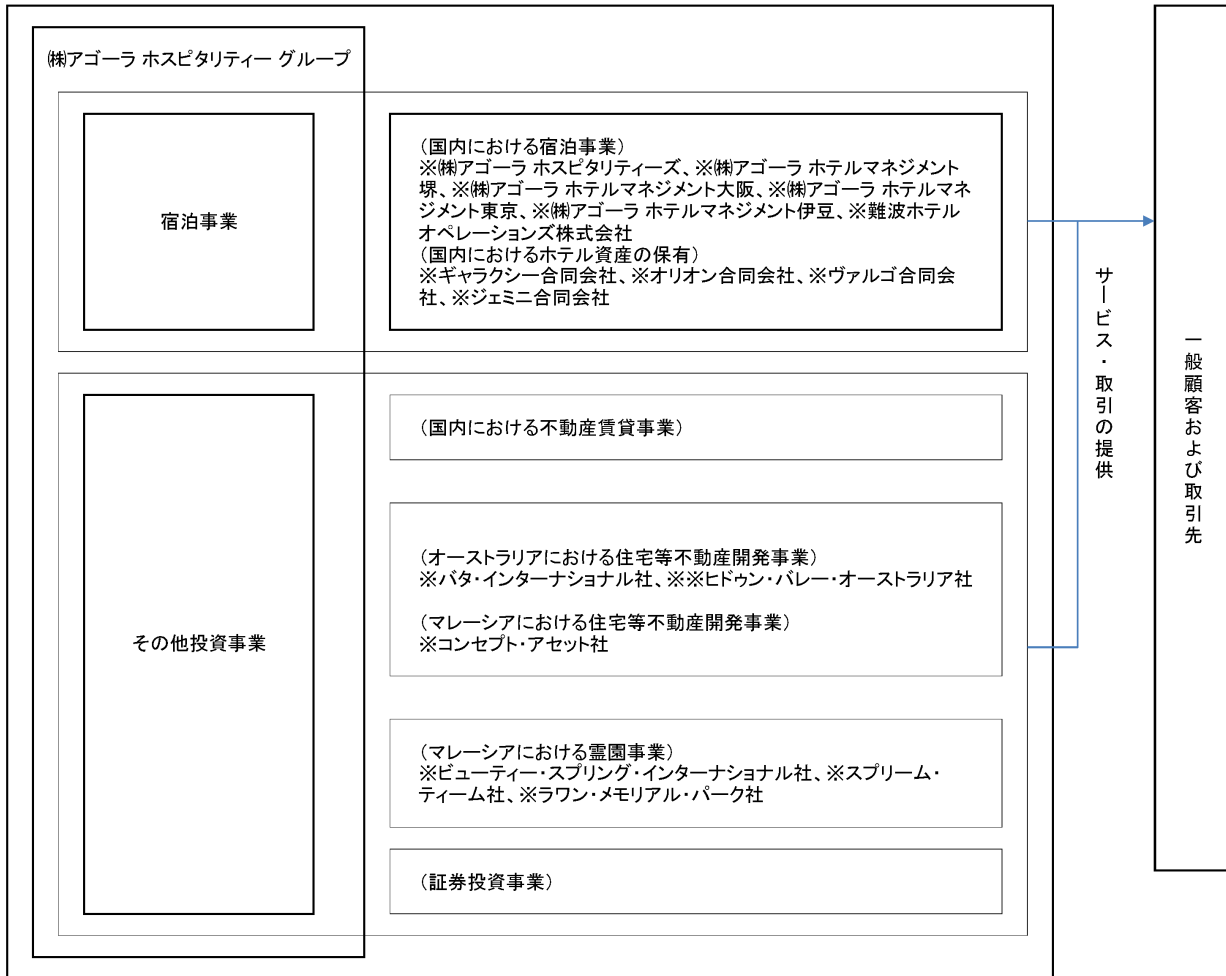 ㈱アゴーラ ホスピタリティー グループ
宿泊事業
(国内における宿泊事業)
※㈱アゴーラ ホスピタリティーズ、※㈱アゴーラ ホテルマネジメント
堺、※㈱アゴーラ ホテルマネジメント大阪、※㈱アゴーラ ホテルマネ
ジメント東京、※㈱アゴーラ ホテルマネジメント伊豆、※難波ホテル
オペレーションズ株式会社
(国内におけるホテル資産の保有)
※ギャラクシー合同会社、※オリオン合同会社、※ヴァルゴ合同会
社、※ジェミニ合同会社
その他投資事業
(国内における不動産賃貸事業)
(オーストラリアにおける住宅等不動産開発事業)
※バタ・インターナショナル社、※※ヒドゥン・バレー・オーストラリア社
(マレーシアにおける住宅等不動産開発事業)
※コンセプト・アセット社
(マレーシアにおける霊園事業)
※ビューティー・スプリング・インターナショナル社、※スプリーム・
ティーム社、※ラワン・メモリアル・パーク社
(証券投資事業)
サービス・取引の提供
一般顧客および取引先